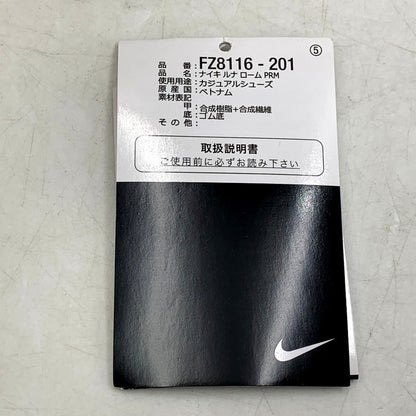 ⑤
品番:FZ8116-201
品名:ナイキ ルナ ローム PRM
使用用途:カジュアルシューズ
原産国:ベトナム
素材表記
甲:合成樹脂+合成繊維
底:ゴム底
その他:
取扱説明書
ご使用前に必ずお読み下さい